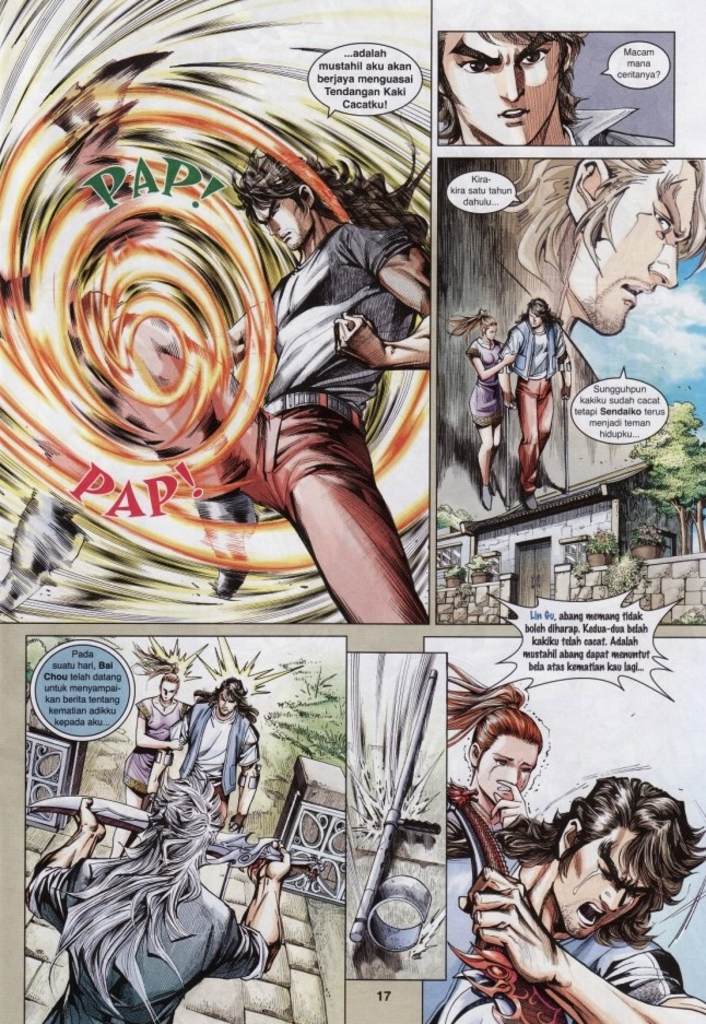 ...adalah
mustahil aku akan
berjaya menguasai
Tendangan Kaki
Cacatku!
PAP!
PAP!
Macam
mana
ceritanya?
Kira-
kira satu tahun
dahulu...
Sungguhpun
kakiku sudah cacat
tetapi Sendaiko terus
menjadi teman
hidupku...
Pada
suatu hari, Bai
Chou telah datang
untuk menyampai-
kan berita tentang
kematian adikku
kepada aku...
Lin Gu, abang memang tidak
boleh diharap. Kedua-dua belah
kakiku telah cacat. Adalah
mustahil abang dapat menuntut
bela atas kematian kau lagi...
17